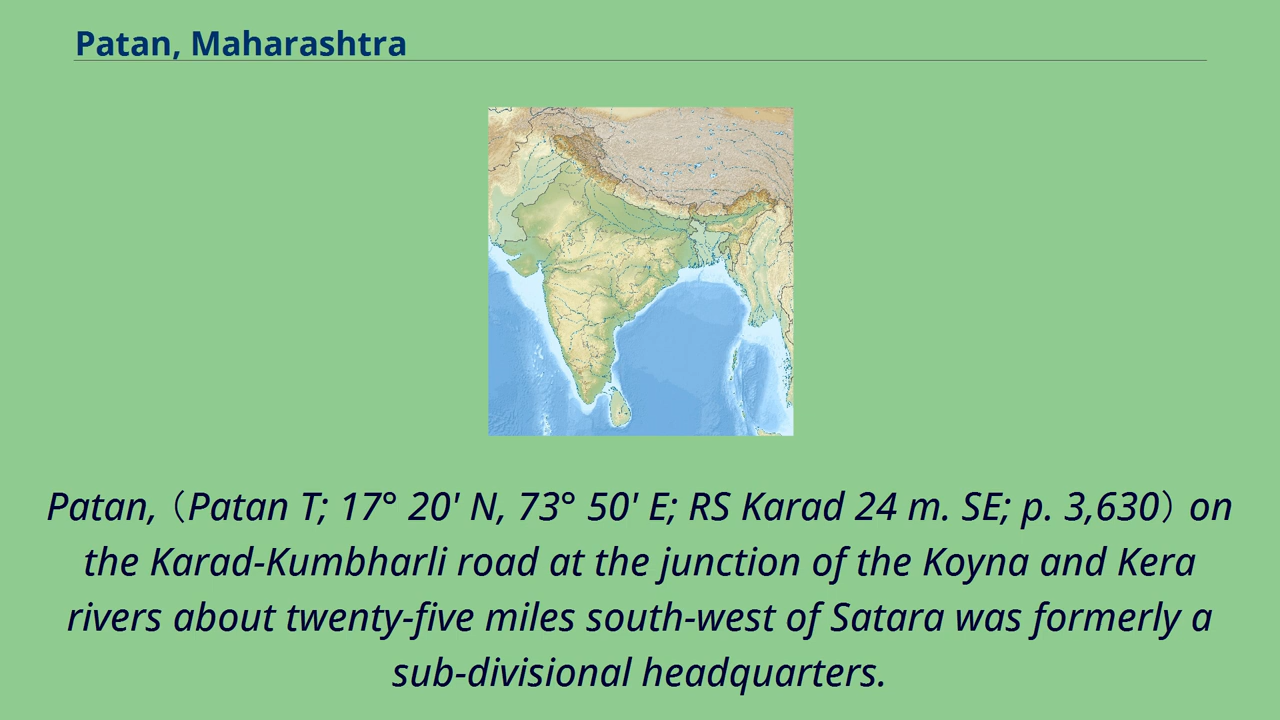 Patan, Maharashtra
Patan,（Patan T; 17° 20' N, 73° 50' E; RS Karad 24 m. SE; p. 3,630）on
the Karad-Kumbharli road at the junction of the Koyna and Kera
rivers about twenty-five miles south-west of Satara was formerly a
sub-divisional headquarters.